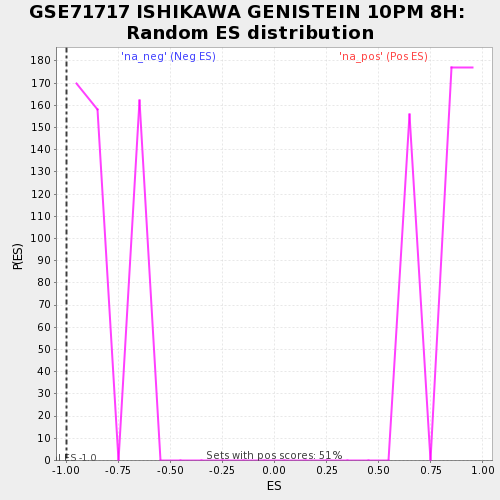 GSE71717 ISHIKAWA GENISTEIN 10PM 8H:
Random ES distribution
'na_neg' (Neg ES)
'na_pos' (Pos ES)
180
170
160
150
140
130
120
110
100
90
80
70
60
50
40
30
20
10
0
P(ES)
ES -1.0
Sets with pos scores: 51%
-1.00 -0.75 -0.50 -0.25 0.00 0.25 0.50 0.75 1.00
ES